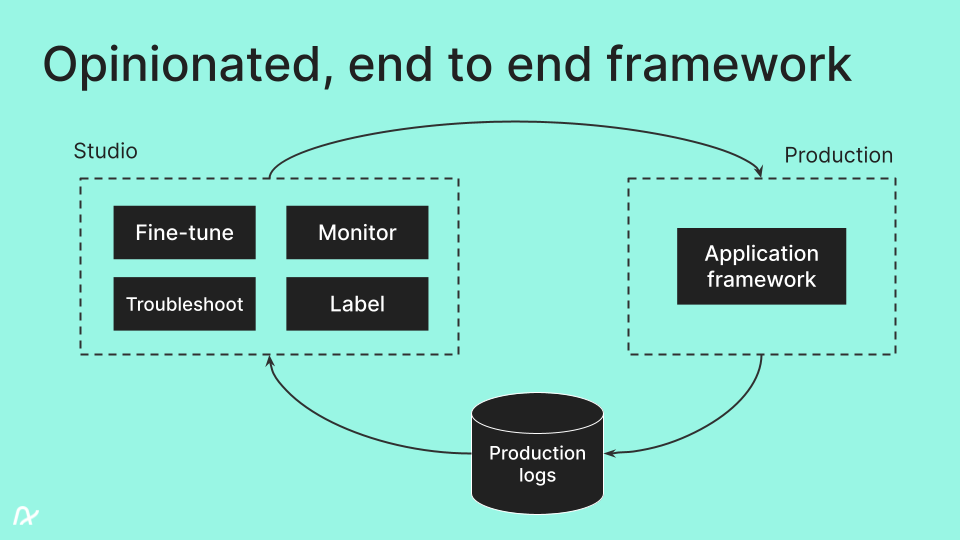 Opinionated, end to end framework
Studio
Production
Fine-tune
Monitor
Troubleshoot
Label
Application
framework
Production
logs